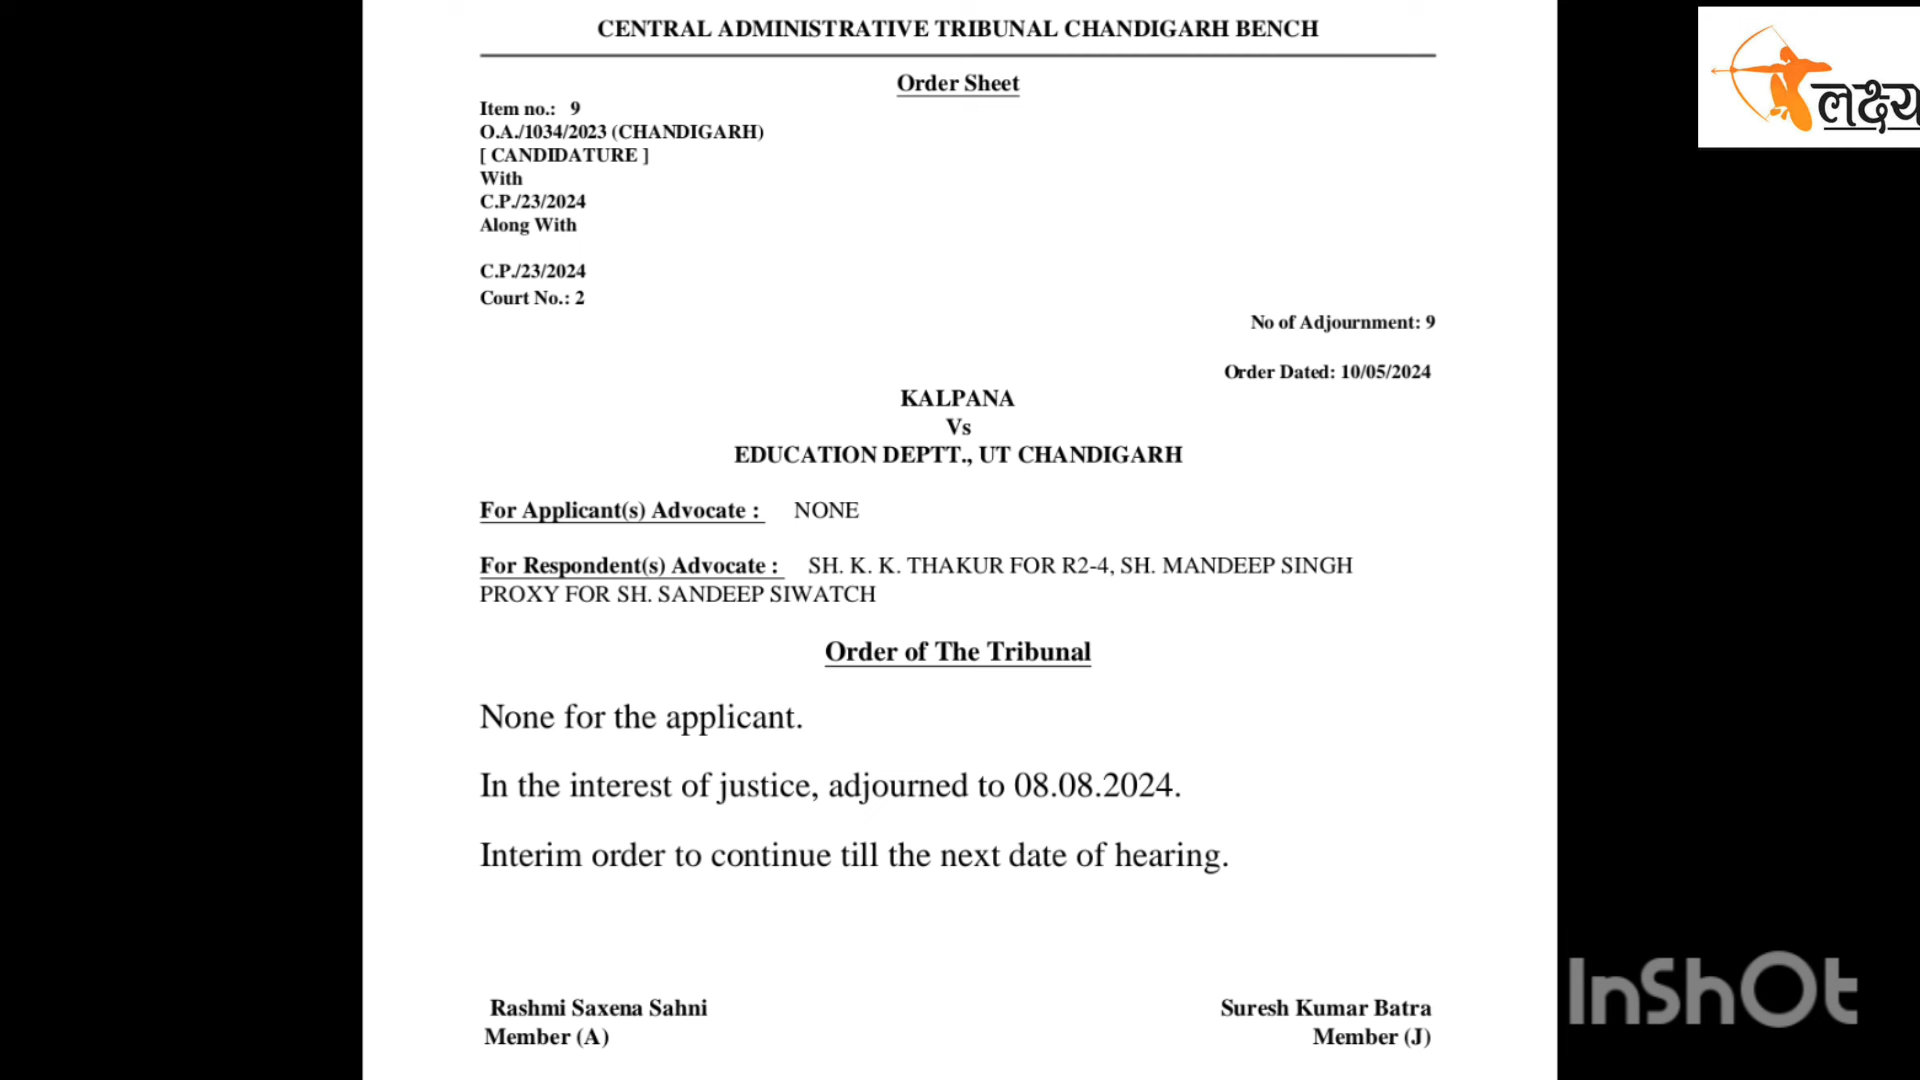 CENTRAL ADMINISTRATIVE TRIBUNAL CHANDIGARH BENCH
Order Sheet
Item no.: 9
O.A./1034/2023 (CHANDIGARH)
[ CANDIDATURE ]
With
C.P./23/2024
Along With
C.P./23/2024
Court No.: 2
No of Adjournment: 9
Order Dated: 10/05/2024
KALPANA
Vs
EDUCATION DEPTT., UT CHANDIGARH
For Applicant(s) Advocate : NONE
For Respondent(s) Advocate : SH. K. K. THAKUR FOR R2-4, SH. MANDEEP SINGH
PROXY FOR SH. SANDEEP SIWATCH
Order of The Tribunal
None for the applicant.
In the interest of justice, adjourned to 08.08.2024.
Interim order to continue till the next date of hearing.
Rashmi Saxena Sahni
Member (A)
Suresh Kumar Batra
Member (J)
लक्ष्य
InShOt